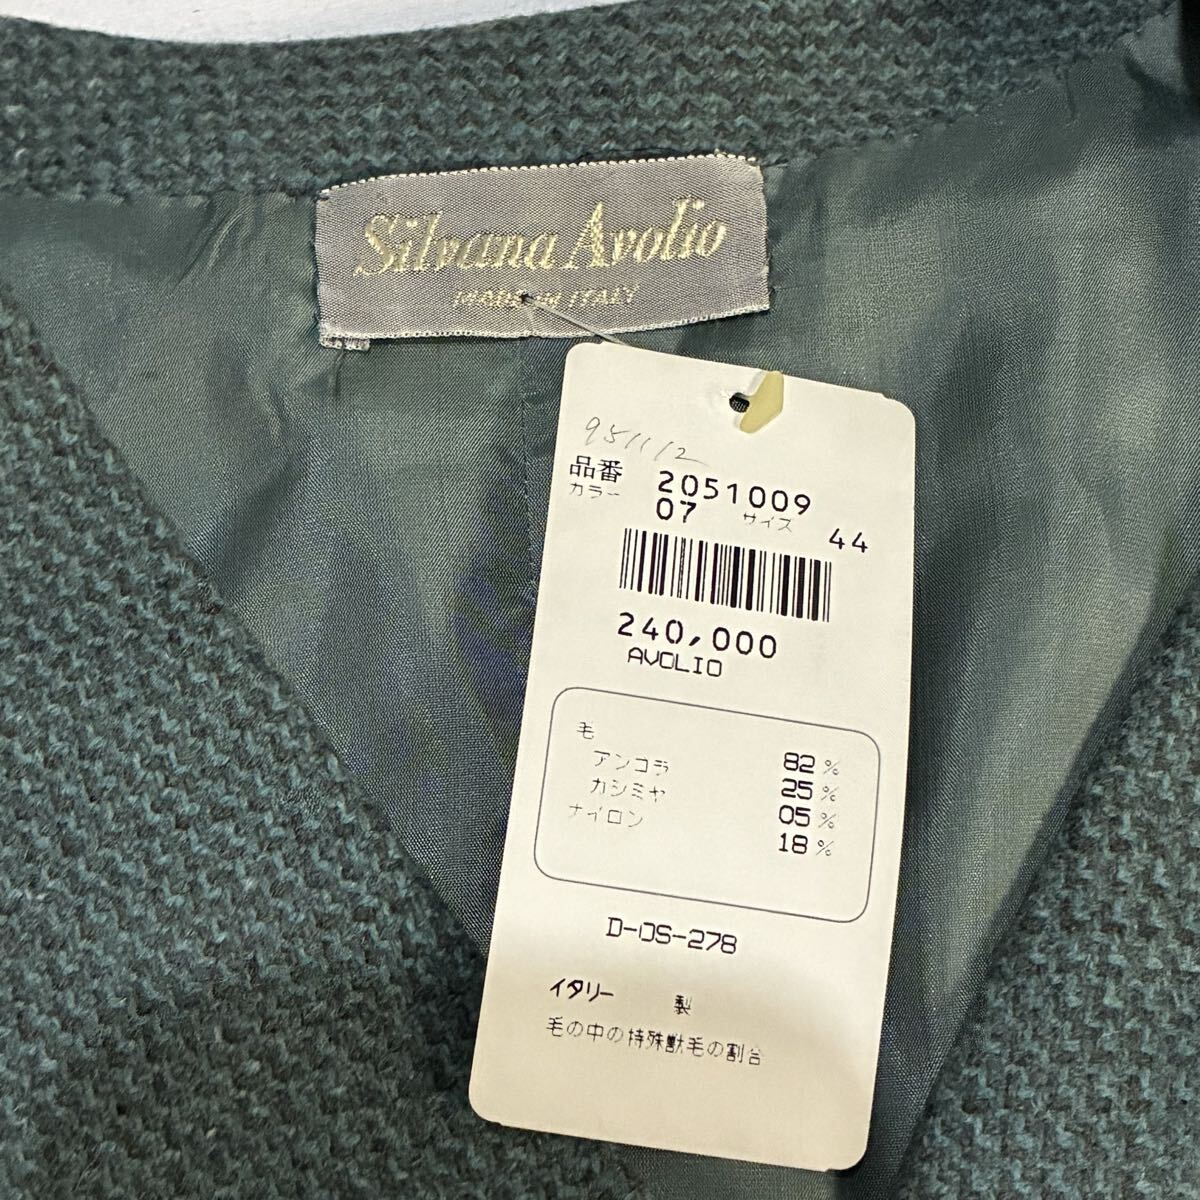 Silvana Avolio
MADE IN ITALY
951112
品番 2051009
カラー 07 サイズ 44
240,000
AVOLIO
毛 82%
アンゴラ 25%
カシミヤ 05%
ナイロン 18%
D-OS-278
イタリー 製
毛の中の特殊獣毛の割合